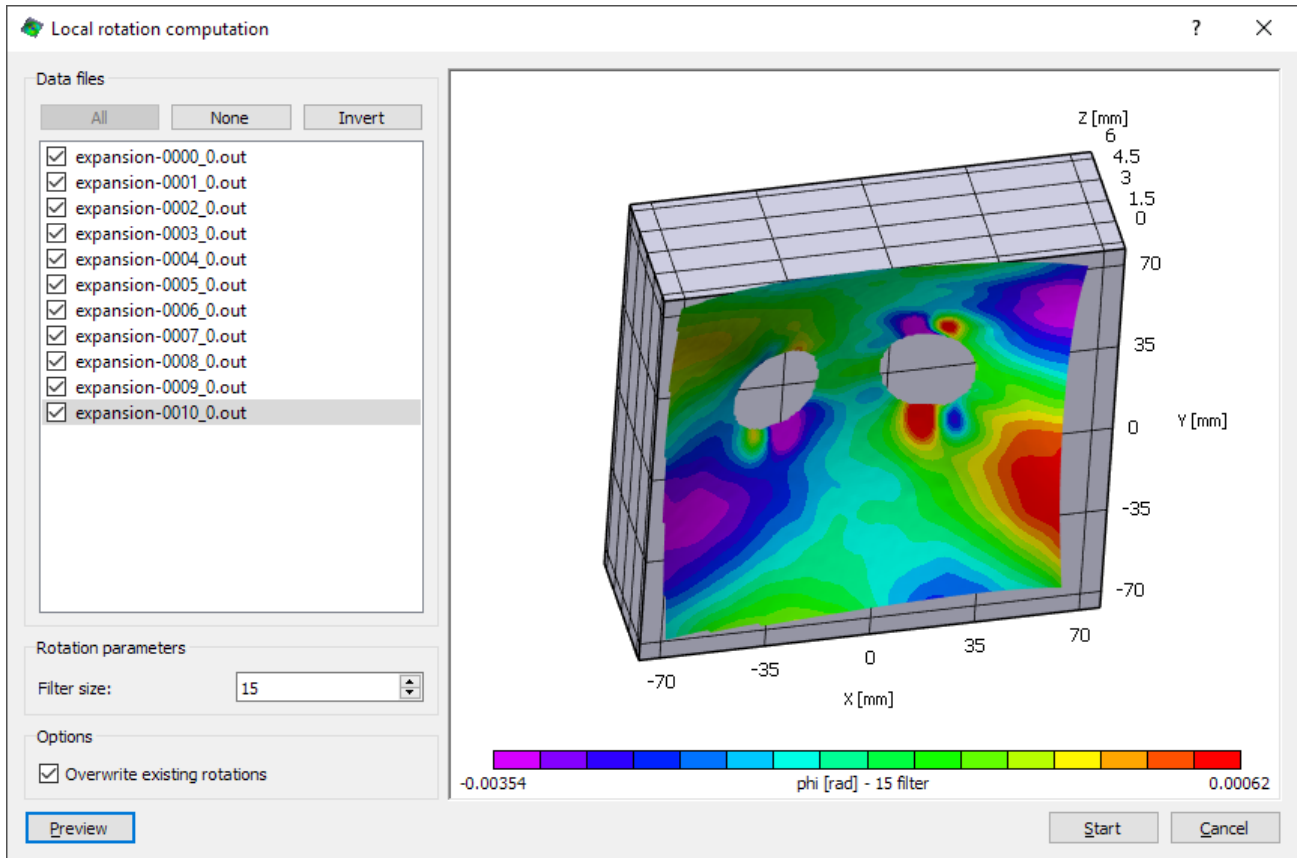 Local rotation computation
?
Data files
All None Invert
expansion-0000_0.out
expansion-0001_0.out
expansion-0002_0.out
expansion-0003_0.out
expansion-0004_0.out
expansion-0005_0.out
expansion-0006_0.out
expansion-0007_0.out
expansion-0008_0.out
expansion-0009_0.out
expansion-0010_0.out
Rotation parameters
Filter size: 15
Options
Overwrite existing rotations
Z [mm]
6
4.5
3
1.5
0
70
35
0 Y [mm]
-35
-70
-70 -35 0 35 70
X [mm]
-0.00354 phi [rad] - 15 filter 0.00062
Preview Start Cancel